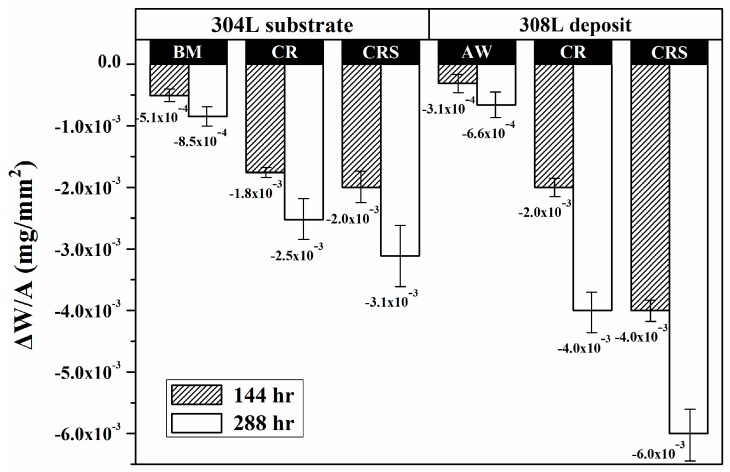 304L substrate 308L deposit
BM CR CRS AW CR CRS
0.0
-1.0x10⁻³
-2.0x10⁻³
-3.0x10⁻³
-4.0x10⁻³
-5.0x10⁻³
-6.0x10⁻³
ΔW/A (mg/mm²)
-5.1x10⁻⁴
-8.5x10⁻⁴
-1.8x10⁻³
-2.5x10⁻³
-2.0x10⁻³
-3.1x10⁻³
-3.1x10⁻⁴
-6.6x10⁻⁴
-2.0x10⁻³
-4.0x10⁻³
-4.0x10⁻³
-6.0x10⁻³
144 hr
288 hr